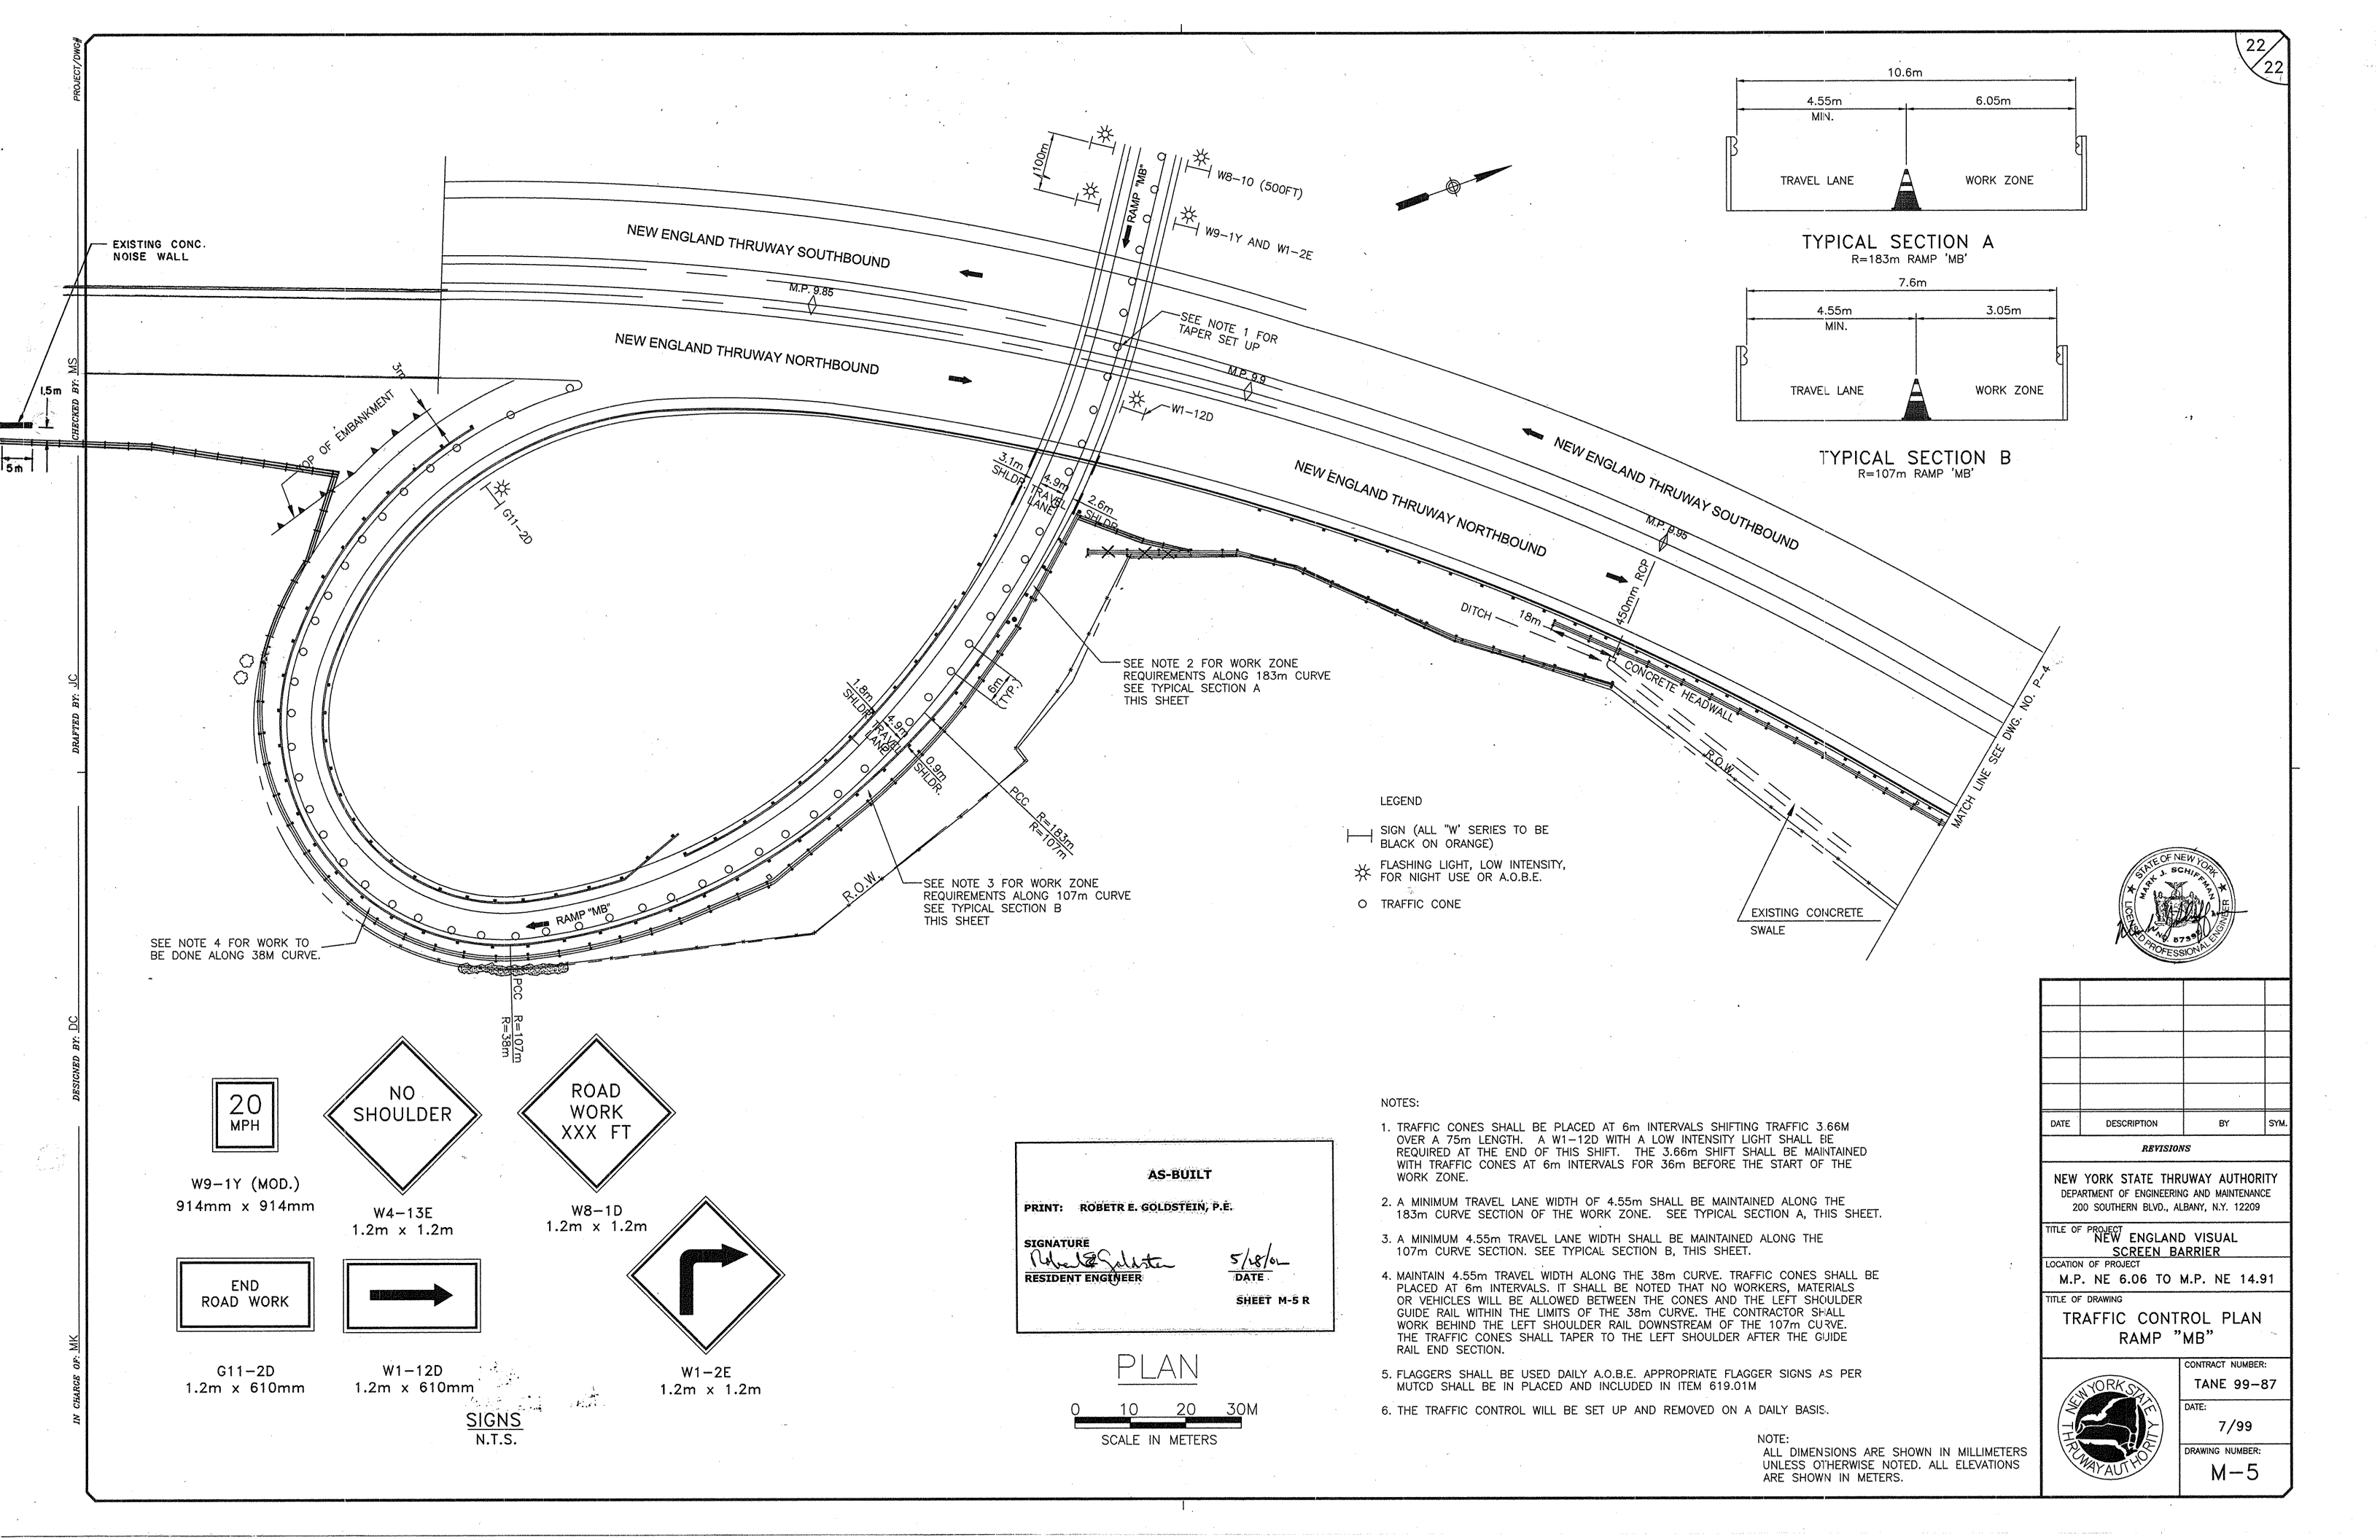 PROJECT/DWG#
CHECKED BY: MS
DRAFTED BY: JC
DESIGNED BY: DC
IN CHARGE OF: MK
22
22
EXISTING CONC.
NOISE WALL
1.5m
5m
3m
TOP OF EMBANKMENT
NEW ENGLAND THRUWAY SOUTHBOUND
M.P. 9.85
NEW ENGLAND THRUWAY NORTHBOUND
100m
RAMP "MB"
W8-10 (500FT)
W9-1Y AND W1-2E
SEE NOTE 1 FOR
TAPER SET UP
M.P. 9.9
W1-12D
G11-2D
3.1m
SHLDR.
4.9m
TRAVEL
LANE
2.6m
SHLDR.
NEW ENGLAND THRUWAY SOUTHBOUND
NEW ENGLAND THRUWAY NORTHBOUND
M.P. 9.95
450mm RCP
DITCH
18m
CONCRETE HEADWALL
R.O.W.
MATCH LINE SEE DWG. NO. P-4
SEE NOTE 2 FOR WORK ZONE
REQUIREMENTS ALONG 183m CURVE
SEE TYPICAL SECTION A
THIS SHEET
6m
(TYP.)
1.8m
SHLDR.
4.9m
TRAVEL
LANE
0.9m
SHLDR.
PCC
R=183m
R=107m
R.O.W.
SEE NOTE 3 FOR WORK ZONE
REQUIREMENTS ALONG 107m CURVE
SEE TYPICAL SECTION B
THIS SHEET
RAMP "MB"
SEE NOTE 4 FOR WORK TO
BE DONE ALONG 38M CURVE.
PCC
R=107m
R=38m
EXISTING CONCRETE
SWALE
10.6m
4.55m
MIN.
6.05m
TRAVEL LANE
WORK ZONE
TYPICAL SECTION A
R=183m RAMP 'MB'
7.6m
4.55m
MIN.
3.05m
TRAVEL LANE
WORK ZONE
TYPICAL SECTION B
R=107m RAMP 'MB'
LEGEND
SIGN (ALL "W" SERIES TO BE
BLACK ON ORANGE)
FLASHING LIGHT, LOW INTENSITY,
FOR NIGHT USE OR A.O.B.E.
TRAFFIC CONE
STATE OF NEW YORK
MARK J. SCHIFFMAN
LICENSED PROFESSIONAL ENGINEER
20
MPH
W9-1Y (MOD.)
914mm x 914mm
NO
SHOULDER
W4-13E
1.2m x 1.2m
ROAD
WORK
XXX FT
W8-1D
1.2m x 1.2m
END
ROAD WORK
G11-2D
1.2m x 610mm
W1-12D
1.2m x 610mm
W1-2E
1.2m x 1.2m
SIGNS
N.T.S.
AS-BUILT
PRINT: ROBETR E. GOLDSTEIN, P.E.
SIGNATURE
Robert E Goldstein
5/28/02
RESIDENT ENGINEER
DATE
SHEET M-5 R
PLAN
0 10 20 30M
SCALE IN METERS
NOTES:
1. TRAFFIC CONES SHALL BE PLACED AT 6m INTERVALS SHIFTING TRAFFIC 3.66M
OVER A 75m LENGTH. A W1-12D WITH A LOW INTENSITY LIGHT SHALL BE
REQUIRED AT THE END OF THIS SHIFT. THE 3.66m SHIFT SHALL BE MAINTAINED
WITH TRAFFIC CONES AT 6m INTERVALS FOR 36m BEFORE THE START OF THE
WORK ZONE.
2. A MINIMUM TRAVEL LANE WIDTH OF 4.55m SHALL BE MAINTAINED ALONG THE
183m CURVE SECTION OF THE WORK ZONE. SEE TYPICAL SECTION A, THIS SHEET.
3. A MINIMUM 4.55m TRAVEL LANE WIDTH SHALL BE MAINTAINED ALONG THE
107m CURVE SECTION. SEE TYPICAL SECTION B, THIS SHEET.
4. MAINTAIN 4.55m TRAVEL WIDTH ALONG THE 38m CURVE. TRAFFIC CONES SHALL BE
PLACED AT 6m INTERVALS. IT SHALL BE NOTED THAT NO WORKERS, MATERIALS
OR VEHICLES WILL BE ALLOWED BETWEEN THE CONES AND THE LEFT SHOULDER
GUIDE RAIL WITHIN THE LIMITS OF THE 38m CURVE. THE CONTRACTOR SHALL
WORK BEHIND THE LEFT SHOULDER RAIL DOWNSTREAM OF THE 107m CURVE.
THE TRAFFIC CONES SHALL TAPER TO THE LEFT SHOULDER AFTER THE GUIDE
RAIL END SECTION.
5. FLAGGERS SHALL BE USED DAILY A.O.B.E. APPROPRIATE FLAGGER SIGNS AS PER
MUTCD SHALL BE IN PLACED AND INCLUDED IN ITEM 619.01M
6. THE TRAFFIC CONTROL WILL BE SET UP AND REMOVED ON A DAILY BASIS.
NOTE:
ALL DIMENSIONS ARE SHOWN IN MILLIMETERS
UNLESS OTHERWISE NOTED. ALL ELEVATIONS
ARE SHOWN IN METERS.
DATE DESCRIPTION BY SYM.
REVISIONS
NEW YORK STATE THRUWAY AUTHORITY
DEPARTMENT OF ENGINEERING AND MAINTENANCE
200 SOUTHERN BLVD., ALBANY, N.Y. 12209
TITLE OF PROJECT
NEW ENGLAND VISUAL
SCREEN BARRIER
LOCATION OF PROJECT
M.P. NE 6.06 TO M.P. NE 14.91
TITLE OF DRAWING
TRAFFIC CONTROL PLAN
RAMP "MB"
NEW YORK STATE
THRUWAY AUTHORITY
CONTRACT NUMBER:
TANE 99-87
DATE:
7/99
DRAWING NUMBER:
M-5